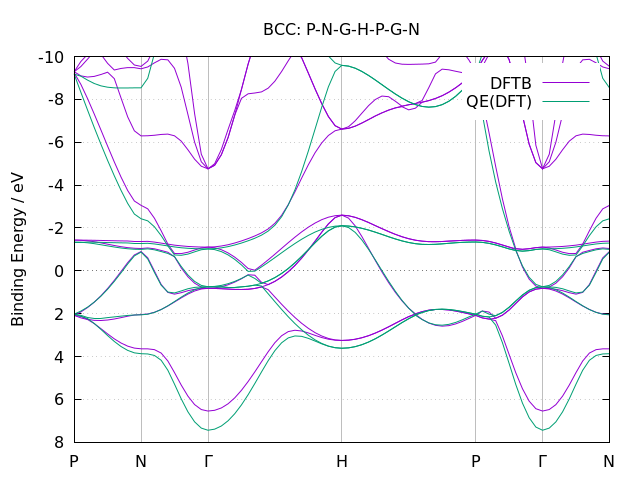 BCC: P-N-G-H-P-G-N
Binding Energy / eV
-10
-8
-6
-4
-2
0
2
4
6
8
DFTB
QE(DFT)
P N Γ H P Γ N